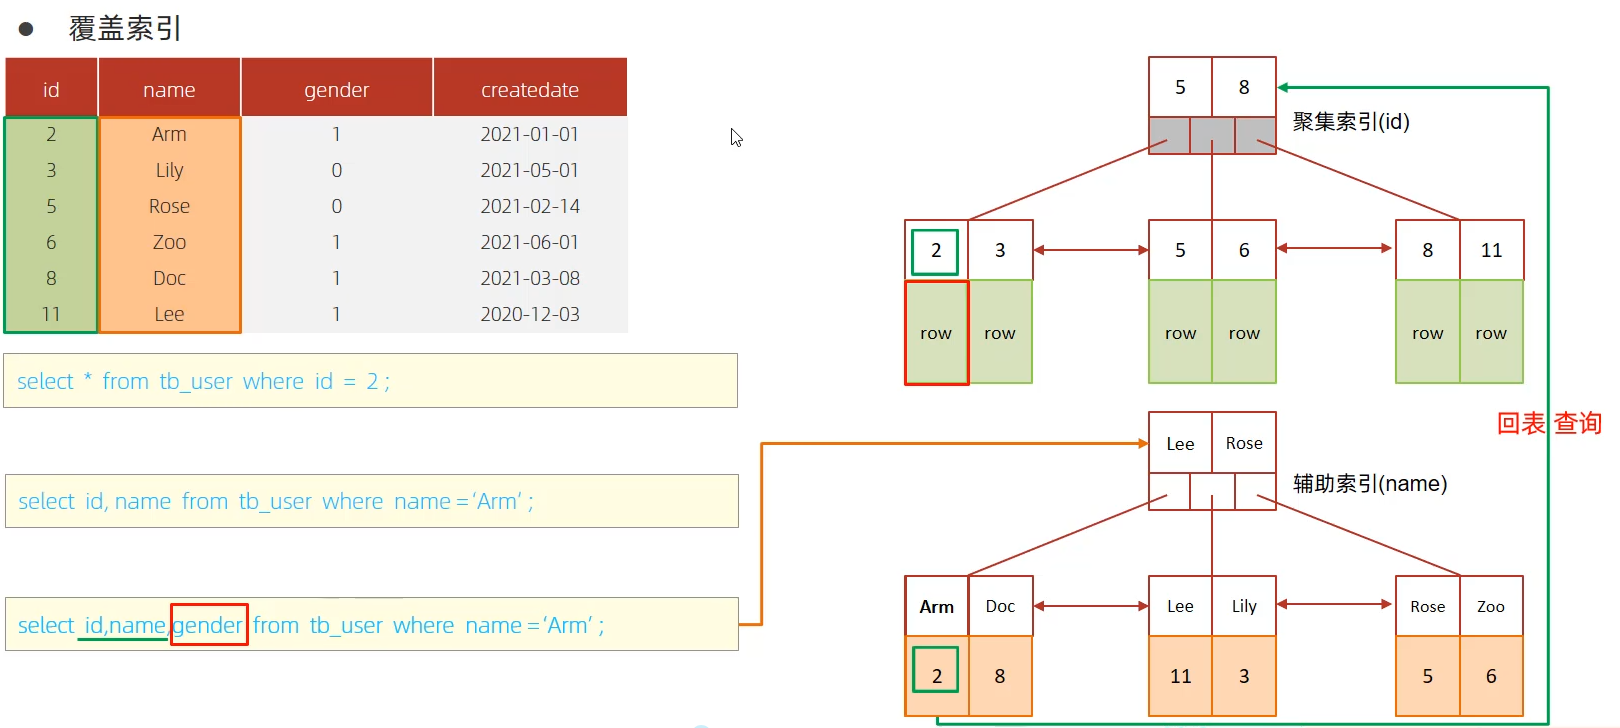 ● 覆盖索引
id name gender createdate
2 Arm 1 2021-01-01
3 Lily 0 2021-05-01
5 Rose 0 2021-02-14
6 Zoo 1 2021-06-01
8 Doc 1 2021-03-08
11 Lee 1 2020-12-03
select * from tb_user where id = 2 ;
select id, name from tb_user where name = ‘Arm’ ;
select id,name,gender from tb_user where name = ‘Arm’ ;
5 8
聚集索引(id)
2 3 5 6 8 11
row row row row row row
回表 查询
Lee Rose
辅助索引(name)
Arm Doc Lee Lily Rose Zoo
2 8 11 3 5 6